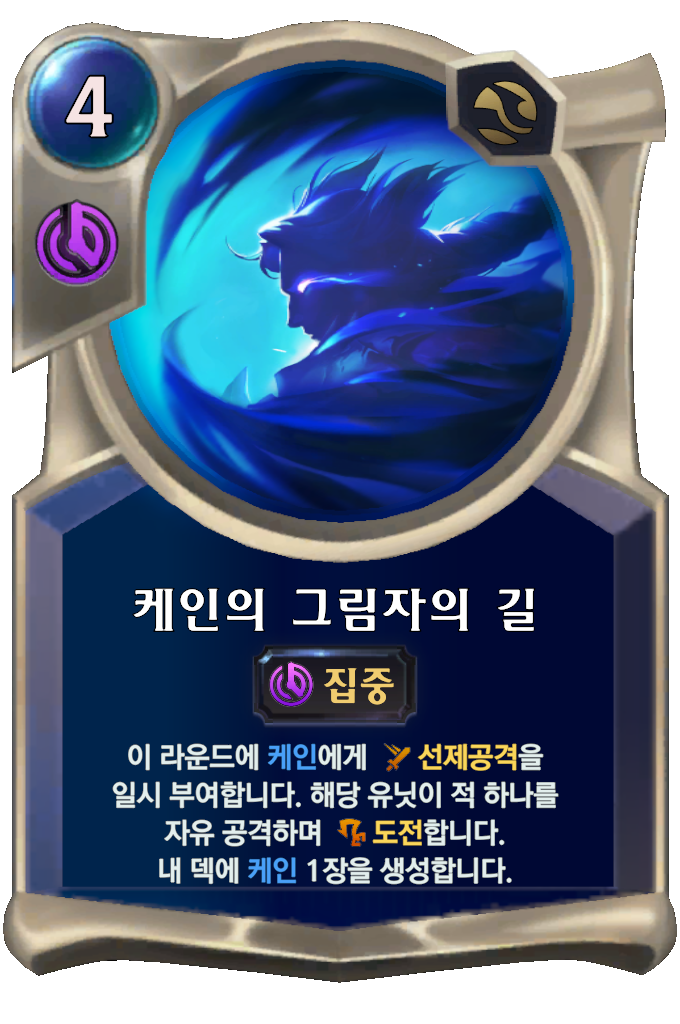 4
케인의 그림자의 길
집중
이 라운드에 케인에게 선제공격을
일시 부여합니다. 해당 유닛이 적 하나를
자유 공격하며 도전합니다.
내 덱에 케인 1장을 생성합니다.